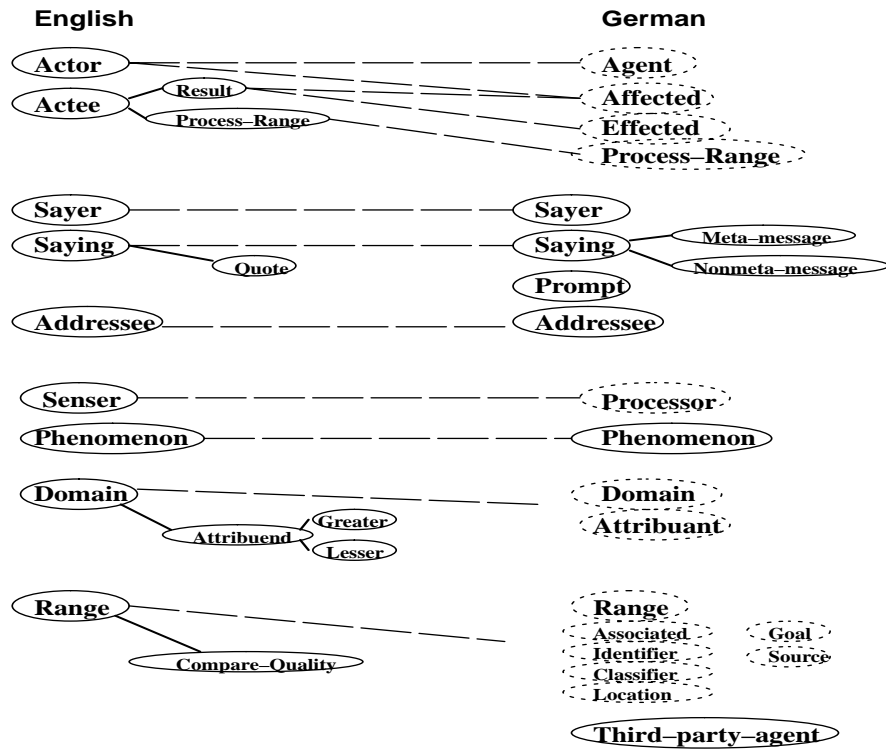 English German
Actor Agent
Result Affected
Actee
Process–Range Effected
Process–Range
Sayer Sayer
Saying Saying Meta–message
Quote Nonmeta–message
Prompt
Addressee Addressee
Senser Processor
Phenomenon Phenomenon
Domain Domain
Greater
Attribuend Attribuant
Lesser
Range Range
Associated Goal
Identifier Source
Compare–Quality
Classifier
Location
Third–party–agent